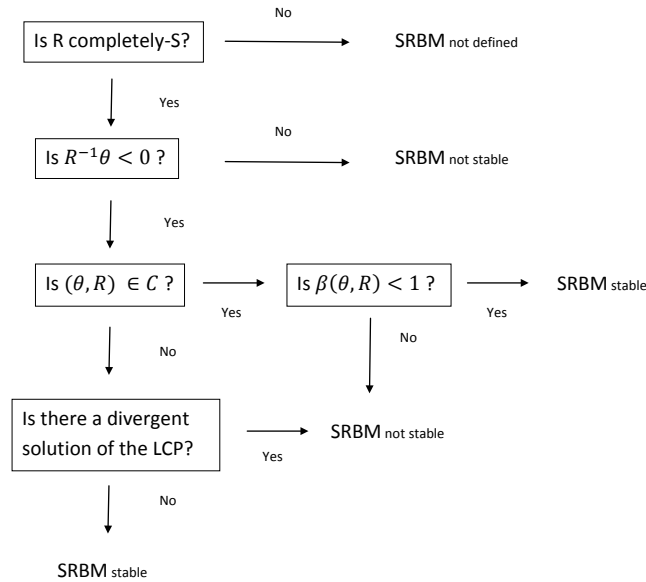 No
Is R completely-S?
SRBM not defined
Yes
No
Is R⁻¹θ < 0 ?
SRBM not stable
Yes
Is (θ, R) ∈ C ?
Yes
Is β(θ, R) < 1 ?
Yes
SRBM stable
No
No
Is there a divergent
solution of the LCP?
Yes
SRBM not stable
No
SRBM stable